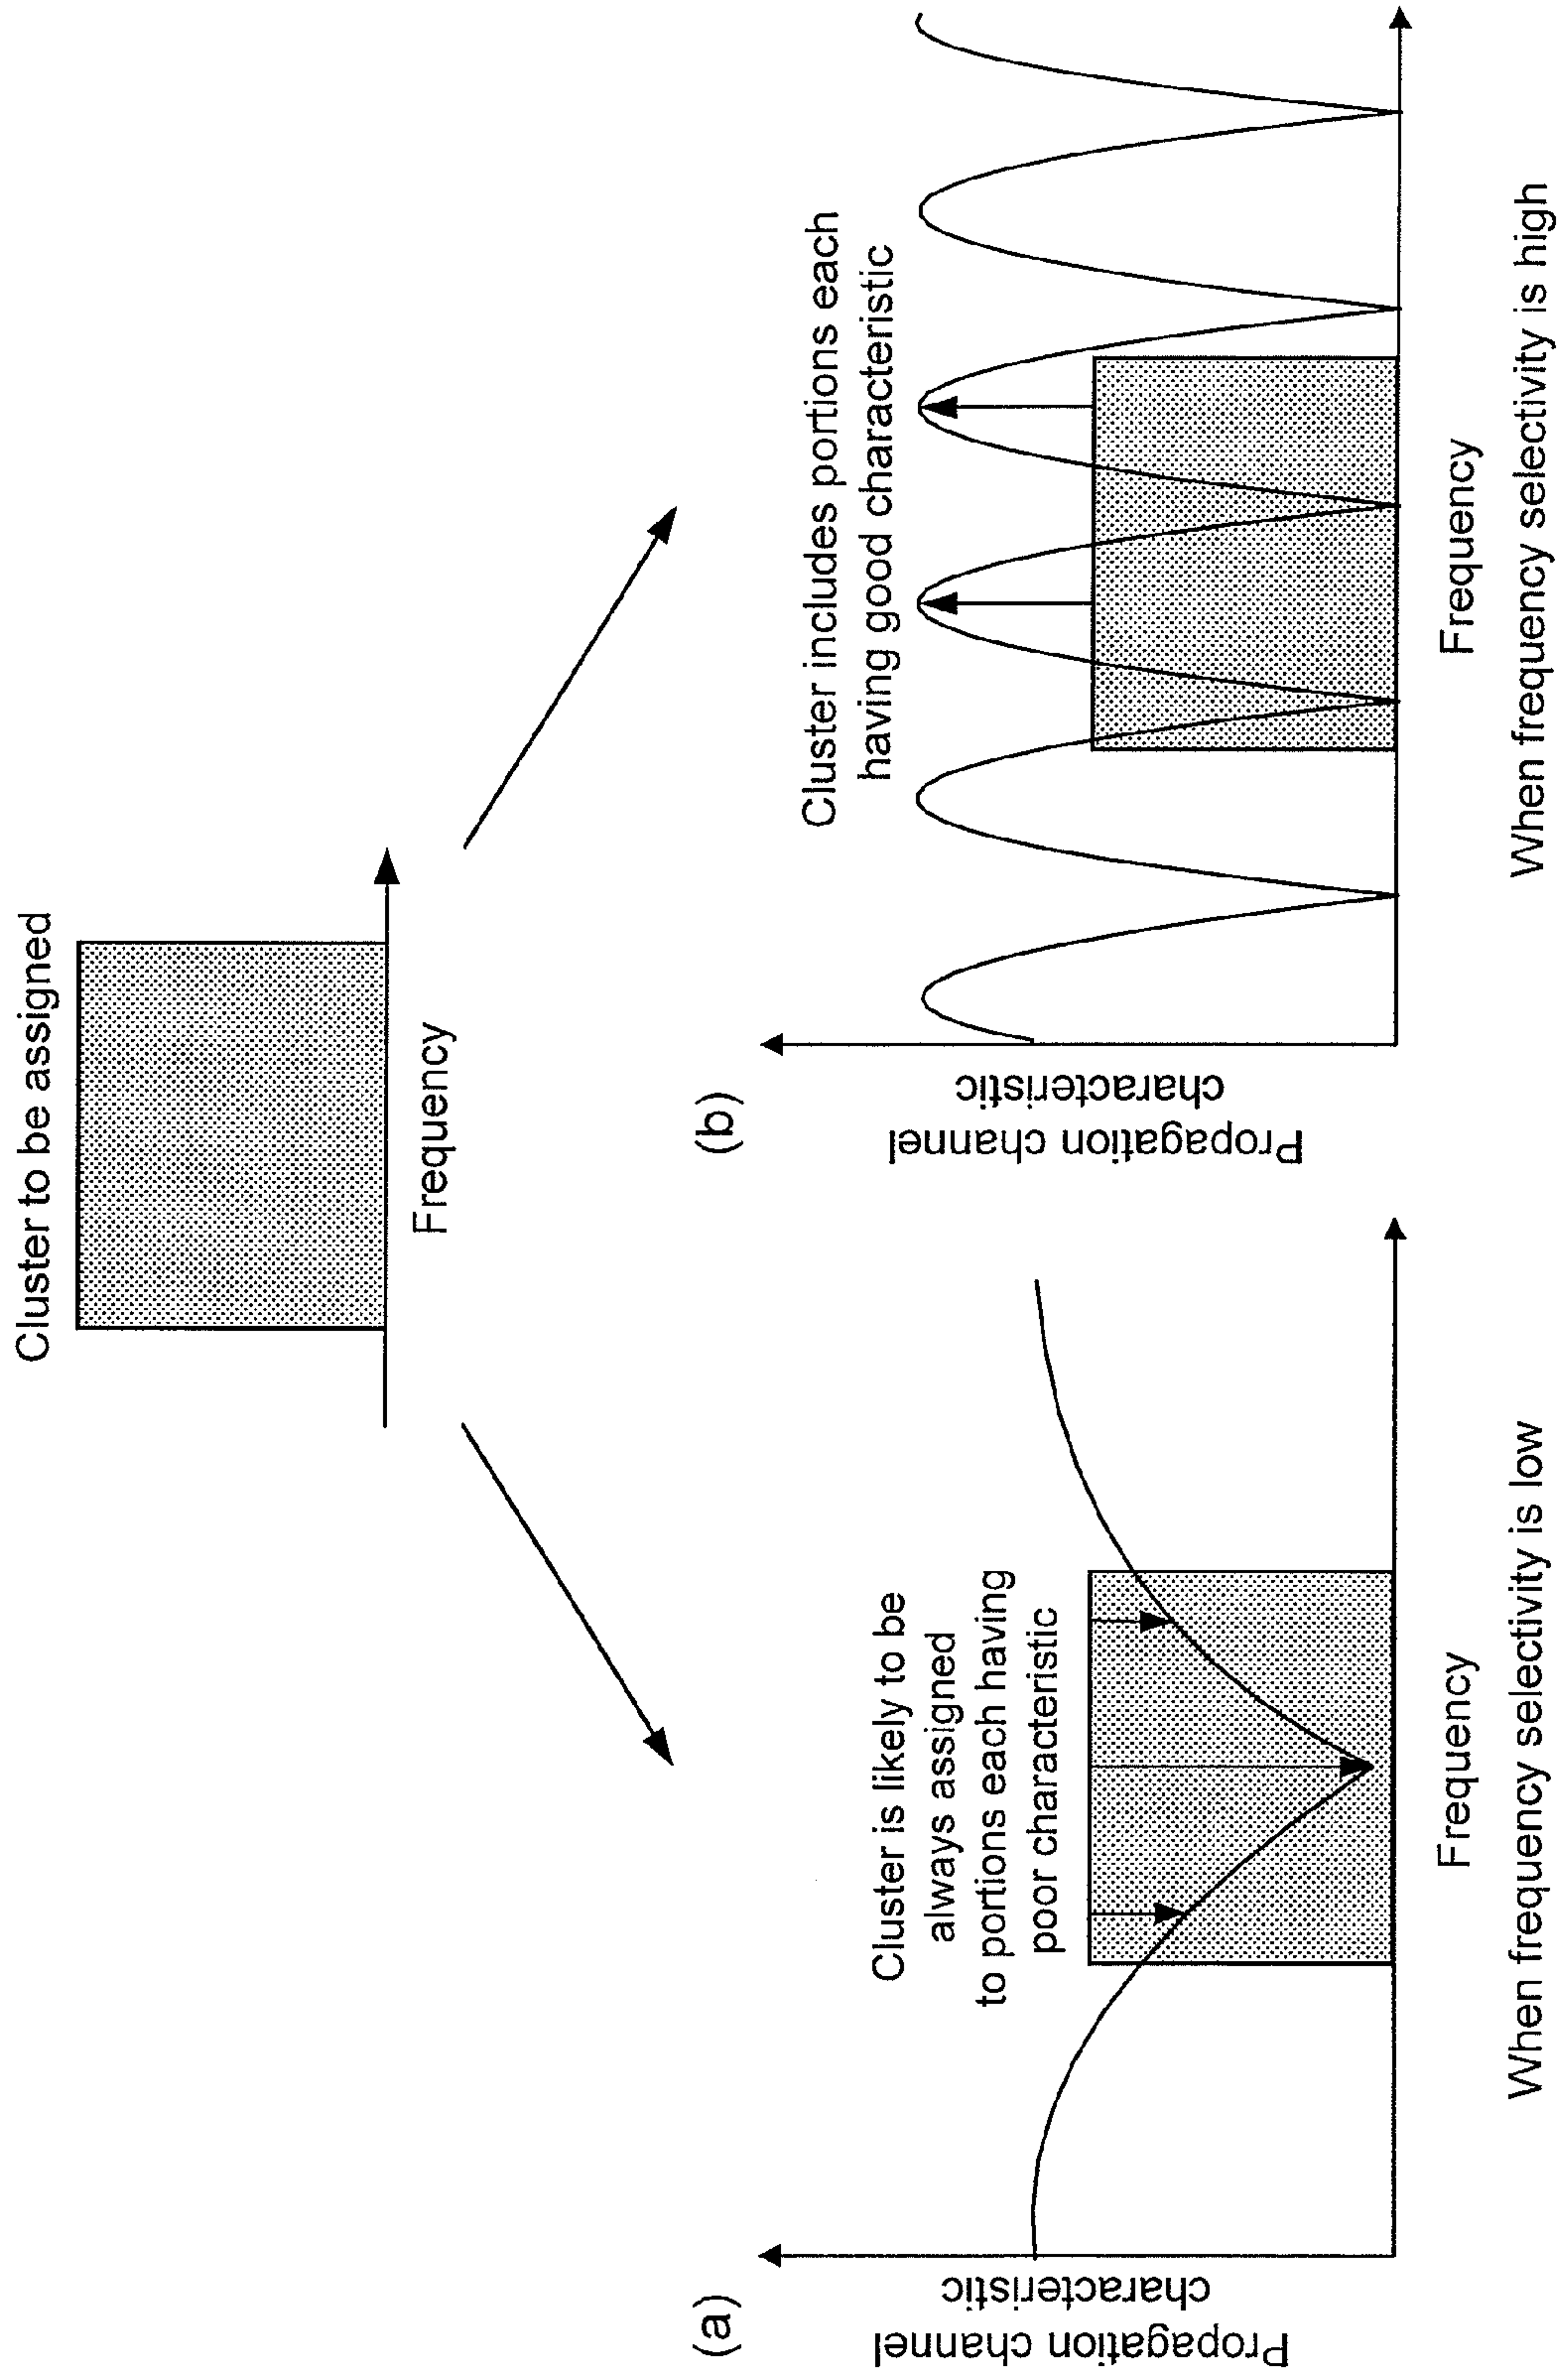 Cluster to be assigned
Frequency
(a)
Propagation channel
characteristic
Cluster is likely to be
always assigned
to portions each having
poor characteristic
Frequency
When frequency selectivity is low
(b)
Propagation channel
characteristic
Cluster includes portions each
having good characteristic
Frequency
When frequency selectivity is high